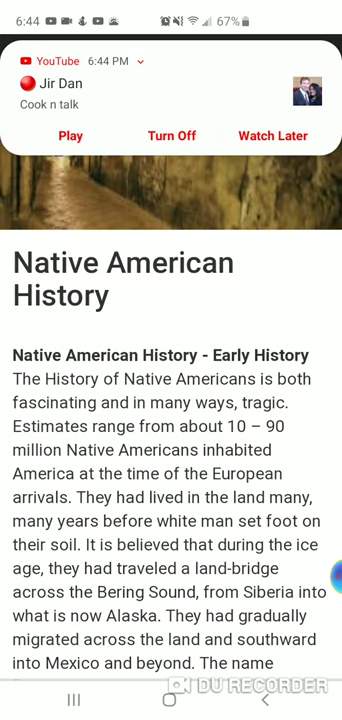 6:44 67%
YouTube 6:44 PM
Jir Dan
Cook n talk
Play Turn Off Watch Later
Native American
History
Native American History - Early History
The History of Native Americans is both
fascinating and in many ways, tragic.
Estimates range from about 10 – 90
million Native Americans inhabited
America at the time of the European
arrivals. They had lived in the land many,
many years before white man set foot on
their soil. It is believed that during the ice
age, they had traveled a land-bridge
across the Bering Sound, from Siberia into
what is now Alaska. They had gradually
migrated across the land and southward
into Mexico and beyond. The name
DU RECORDER